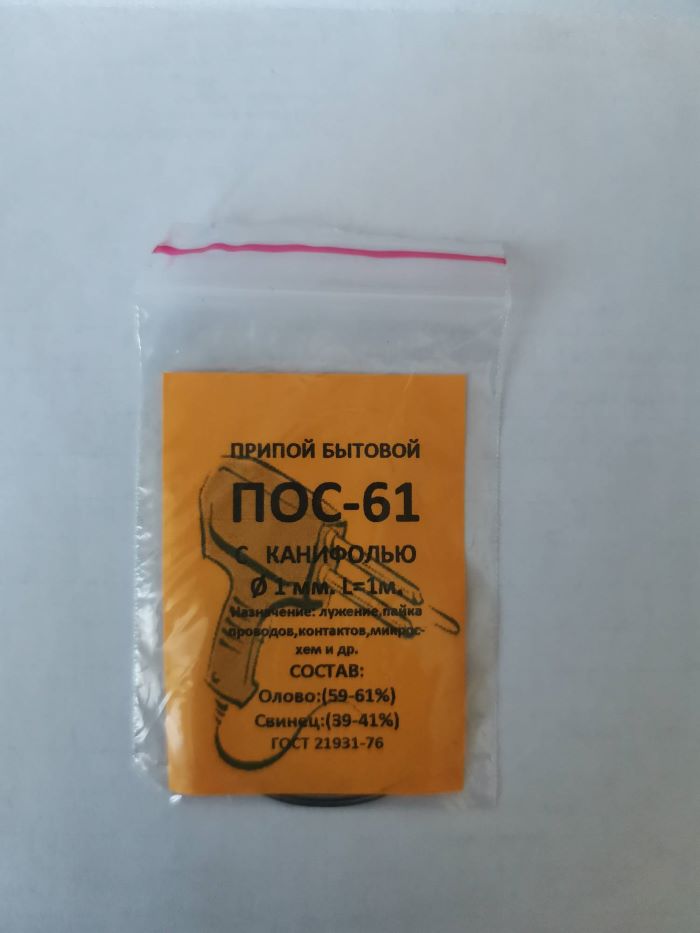 ПРИПОЙ БЫТОВОЙ
ПОС-61
С КАНИФОЛЬЮ
Ø 1 мм. L=1м.
Назначение: лужение,пайка
проводов,контактов,микрос-
хем и др.
СОСТАВ:
Олово:(59-61%)
Свинец:(39-41%)
ГОСТ 21931-76